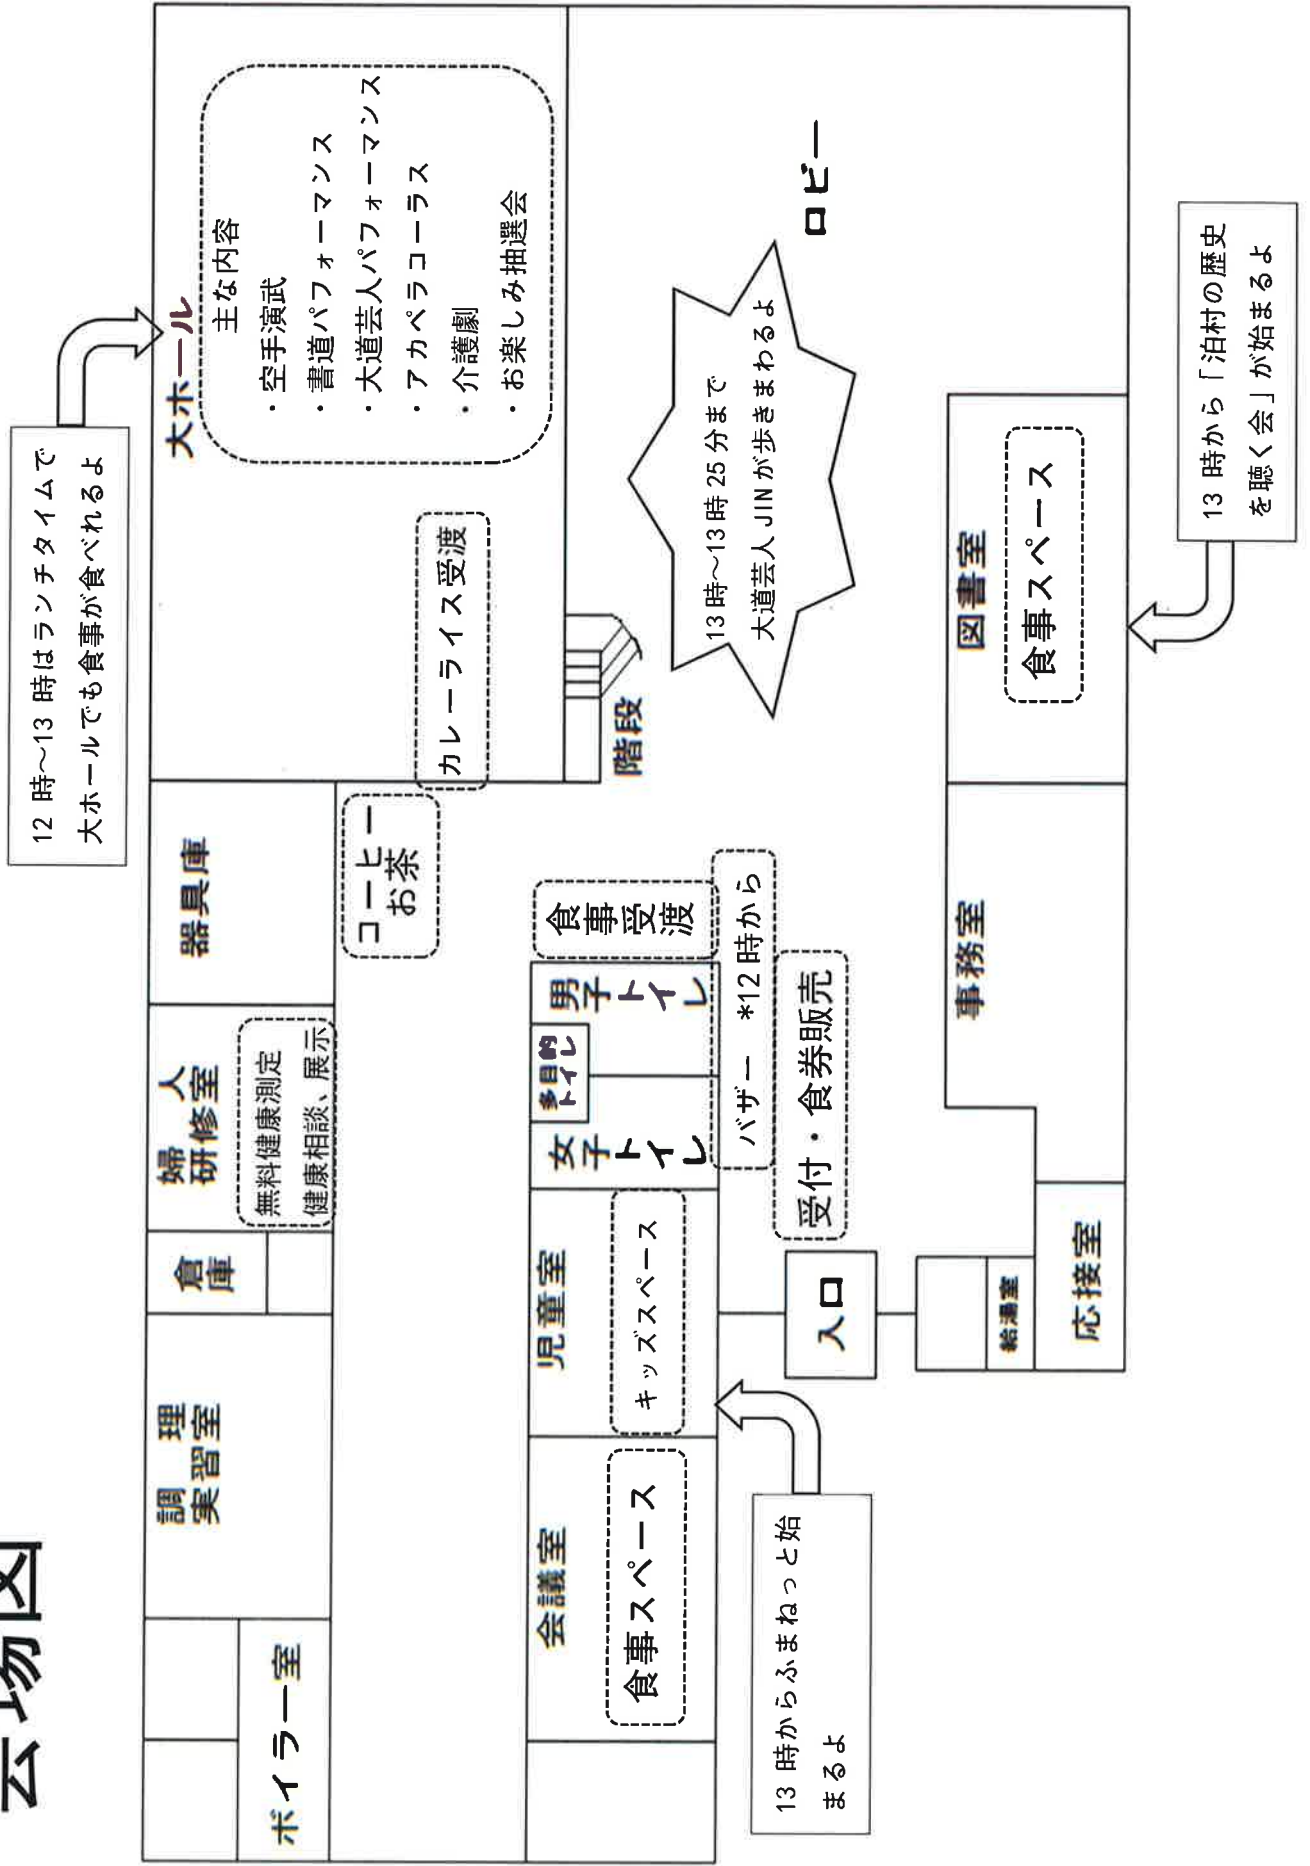 会場図
12 時～13 時はランチタイムで
大ホールでも食事が食べれるよ
大ホール
主な内容
・空手演武
・書道パフォーマンス
・大道芸人パフォーマンス
・アカペラコーラス
・介護劇
・お楽しみ抽選会
カレーライス受渡
ボイラー室
調理
実習室
倉庫
婦人
研修室
無料健康測定
健康相談、展示
器具庫
コーヒー
お茶
階段
会議室
食事スペース
児童室
キッズスペース
女子
トイレ
多目的
トイレ
男子
トイレ
食事
受渡
バザー *12 時から
受付・食券販売
13 時～13 時 25 分まで
大道芸人 JIN が歩きまわるよ
ロビー
入口
給湯室
応接室
事務室
図書室
食事スペース
13 時からふまねっと始
まるよ
13 時から「泊村の歴史
を聴く会」が始まるよ